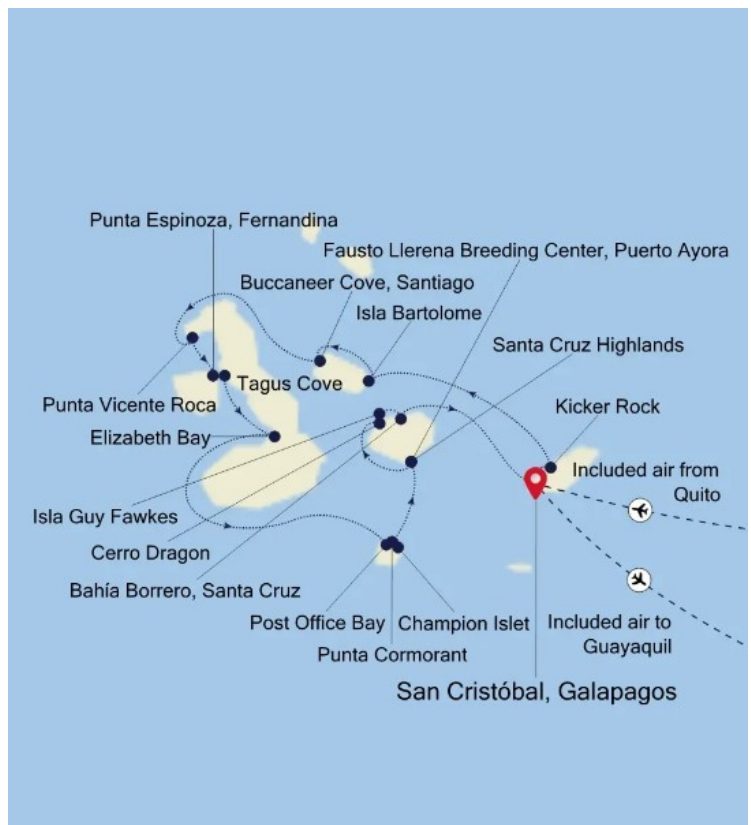 Punta Espinoza, Fernandina
Fausto Llerena Breeding Center, Puerto Ayora
Buccaneer Cove, Santiago
Isla Bartolome
Santa Cruz Highlands
Tagus Cove
Punta Vicente Roca
Kicker Rock
Elizabeth Bay
Included air from
Quito
Isla Guy Fawkes
Cerro Dragon
Bahía Borrero, Santa Cruz
Post Office Bay
Champion Islet
Included air to
Guayaquil
Punta Cormorant
San Cristóbal, Galapagos